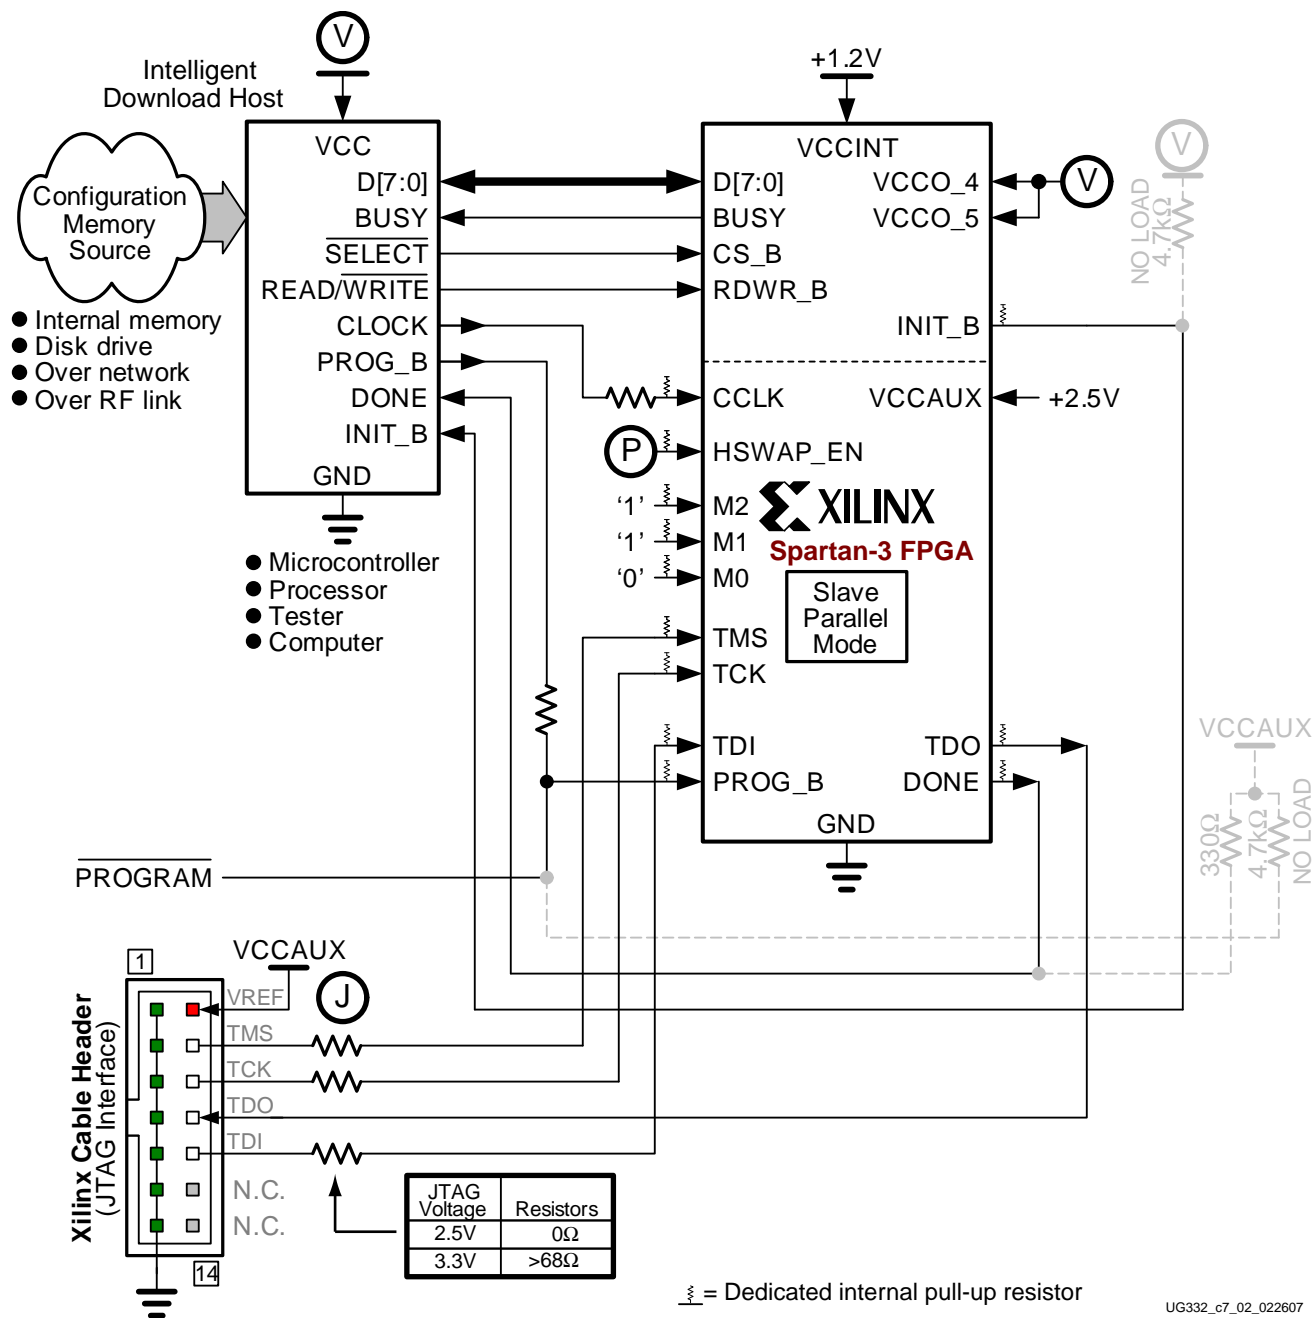 V
Intelligent
Download Host
+1.2V
VCC
D[7:0]
BUSY
SELECT
READ/WRITE
CLOCK
PROG_B
DONE
INIT_B
GND
Configuration
Memory
Source
● Internal memory
● Disk drive
● Over network
● Over RF link
● Microcontroller
● Processor
● Tester
● Computer
VCCINT
D[7:0]
VCCO_4
BUSY
VCCO_5
CS_B
RDWR_B
INIT_B
CCLK
VCCAUX
+2.5V
HSWAP_EN
P
‘1’
M2
‘1’
M1
‘0’
M0
XILINX
Spartan-3 FPGA
Slave
Parallel
Mode
TMS
TCK
TDI
TDO
PROG_B
DONE
GND
V
V
NO LOAD
4.7kΩ
VCCAUX
330Ω
4.7kΩ
NO LOAD
PROGRAM
1
VCCAUX
J
VREF
TMS
TCK
TDO
TDI
N.C.
N.C.
14
Xilinx Cable Header
(JTAG Interface)
JTAG
Voltage
Resistors
2.5V
0Ω
3.3V
>68Ω
= Dedicated internal pull-up resistor
UG332_c7_02_022607